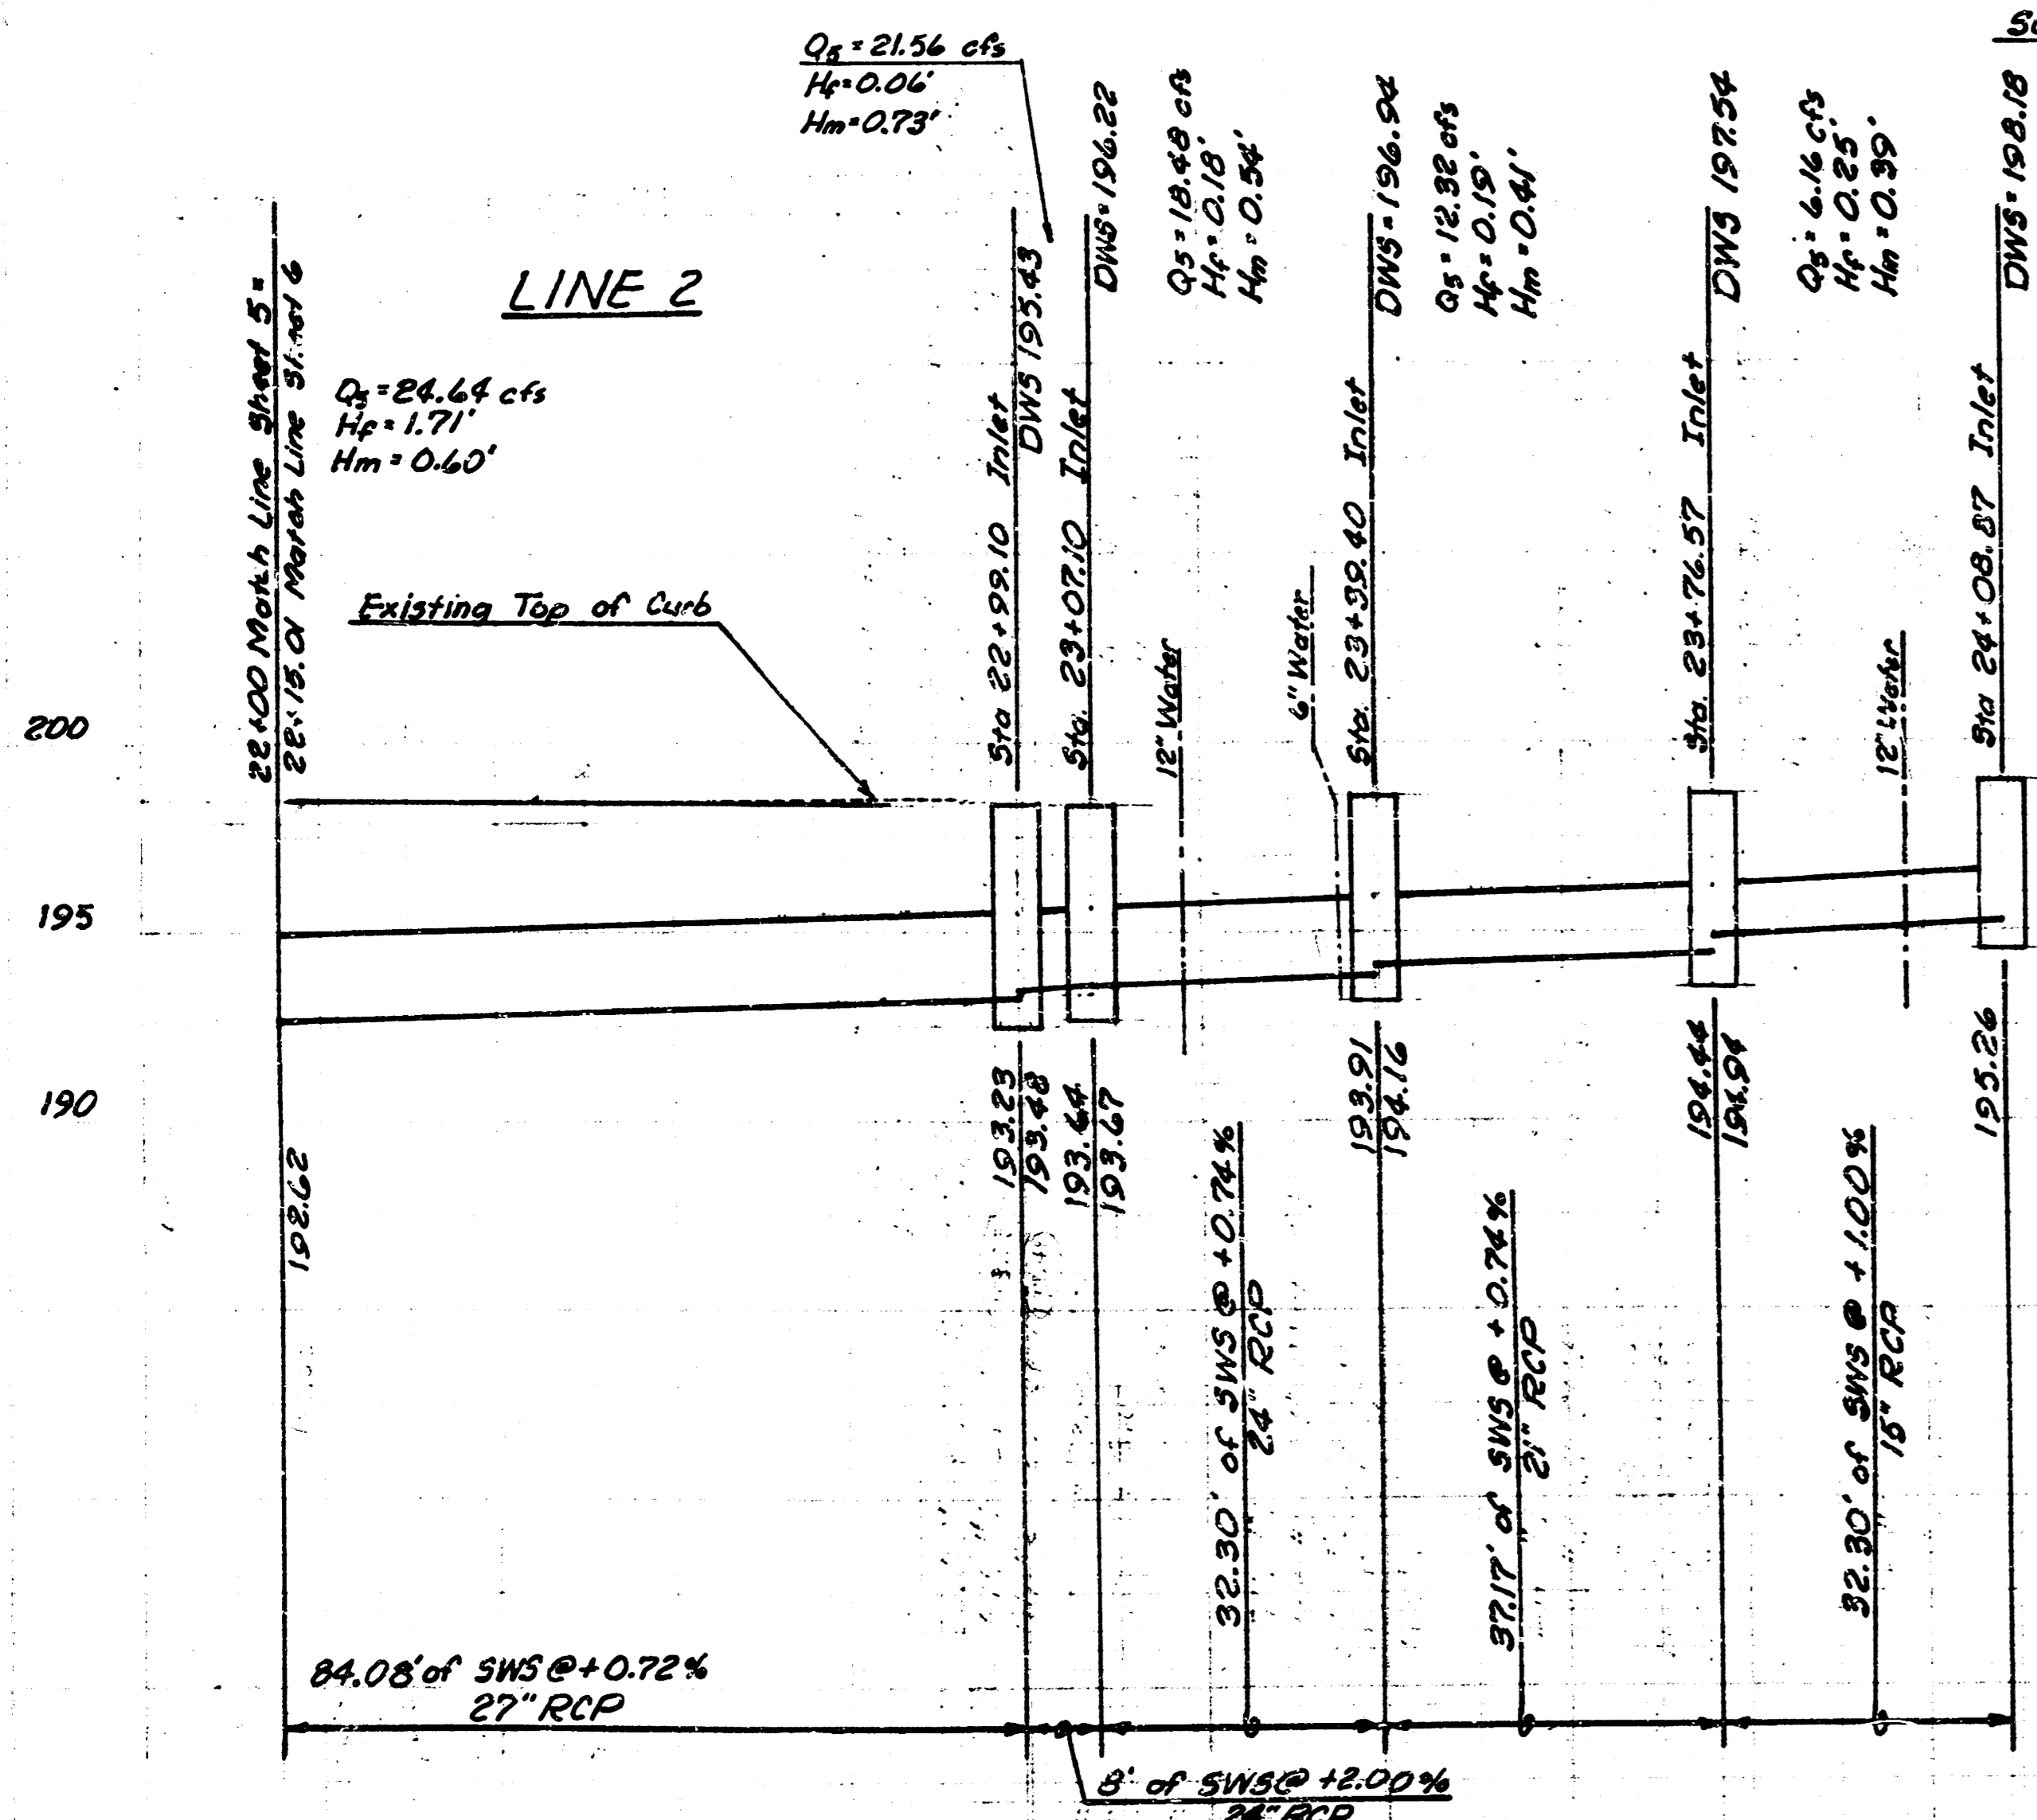 Q5 = 21.56 cfs
Hf = 0.06'
Hm = 0.73'
LINE 2
22+00 Match Line Sheet 5 =
22+15.01 Match Line Sheet 6
Q5 = 24.64 cfs
Hf = 1.71'
Hm = 0.60'
Existing Top of Curb
Sta 22+99.10 Inlet
DWS 195.43
Sta. 23+07.10 Inlet
DWS = 196.22
Q5 = 18.48 cfs
Hf = 0.18'
Hm = 0.54'
12" Water
6" Water
Sta. 23+39.40 Inlet
DWS = 196.94
Q5 = 12.32 cfs
Hf = 0.19'
Hm = 0.41'
Sta. 23+76.57 Inlet
DWS 197.54
Q5 = 6.16 cfs
Hf = 0.25'
Hm = 0.39'
12" Water
Sta 24+08.87 Inlet
DWS = 198.18
200
195
190
192.62
193.23
193.48
193.64
193.67
193.91
194.16
194.44
194.94
195.26
84.08' of SWS @ +0.72%
27" RCP
8' of SWS @ +2.00%
24" RCP
32.30' of SWS @ +0.74%
24" RCP
37.17' of SWS @ +0.74%
21" RCP
32.30' of SWS @ +1.00%
15" RCP